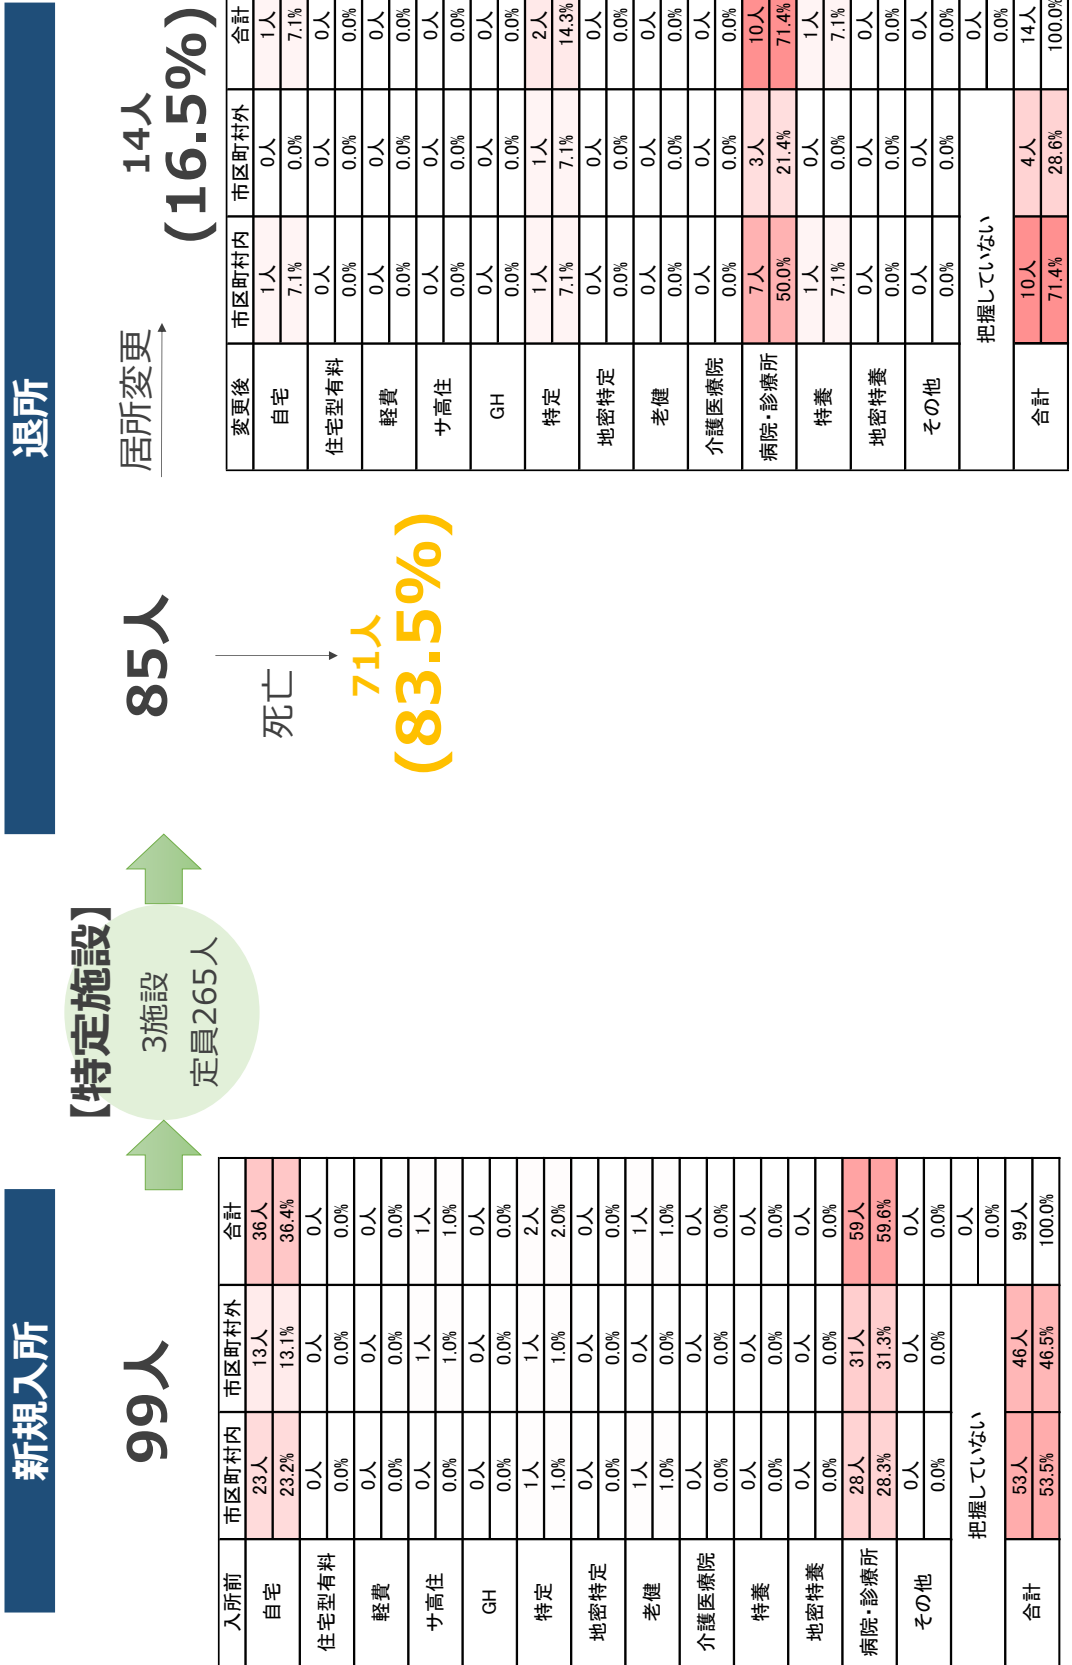 新規入所
退所
【特定施設】
3施設
定員265人
99人
85人
死亡
71人
(83.5%)
居所変更
14人
(16.5%)
入所前 市区町村内 市区町村外 合計
自宅 23人 13人 36人
23.2% 13.1% 36.4%
住宅型有料 0人 0人 0人
0.0% 0.0% 0.0%
軽費 0人 0人 0人
0.0% 0.0% 0.0%
サ高住 0人 1人 1人
0.0% 1.0% 1.0%
GH 0人 0人 0人
0.0% 0.0% 0.0%
特定 1人 1人 2人
1.0% 1.0% 2.0%
地密特定 0人 0人 0人
0.0% 0.0% 0.0%
老健 1人 0人 1人
1.0% 0.0% 1.0%
介護医療院 0人 0人 0人
0.0% 0.0% 0.0%
特養 0人 0人 0人
0.0% 0.0% 0.0%
地密特養 0人 0人 0人
0.0% 0.0% 0.0%
病院・診療所 28人 31人 59人
28.3% 31.3% 59.6%
その他 0人 0人 0人
0.0% 0.0% 0.0%
把握していない 0人
0.0%
合計 53人 46人 99人
53.5% 46.5% 100.0%
変更後 市区町村内 市区町村外 合計
自宅 1人 0人 1人
7.1% 0.0% 7.1%
住宅型有料 0人 0人 0人
0.0% 0.0% 0.0%
軽費 0人 0人 0人
0.0% 0.0% 0.0%
サ高住 0人 0人 0人
0.0% 0.0% 0.0%
GH 0人 0人 0人
0.0% 0.0% 0.0%
特定 1人 1人 2人
7.1% 7.1% 14.3%
地密特定 0人 0人 0人
0.0% 0.0% 0.0%
老健 0人 0人 0人
0.0% 0.0% 0.0%
介護医療院 0人 0人 0人
0.0% 0.0% 0.0%
病院・診療所 7人 3人 10人
50.0% 21.4% 71.4%
特養 1人 0人 1人
7.1% 0.0% 7.1%
地密特養 0人 0人 0人
0.0% 0.0% 0.0%
その他 0人 0人 0人
0.0% 0.0% 0.0%
把握していない 0人
0.0%
合計 10人 4人 14人
71.4% 28.6% 100.0%